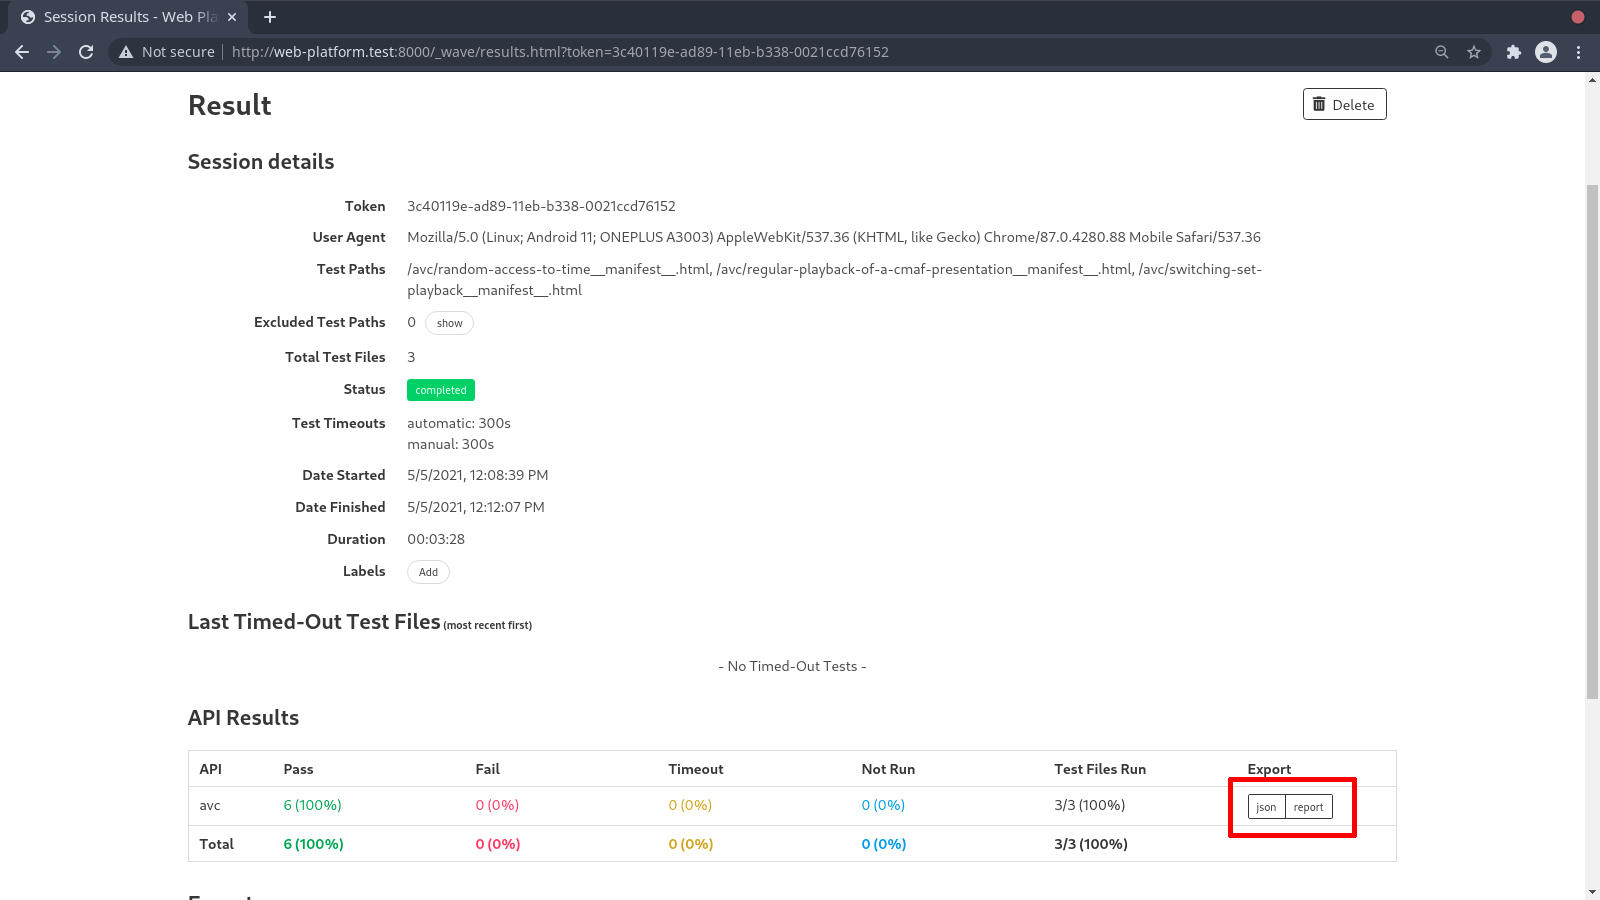 Session Results - Web Pla
Not secure http://web-platform.test:8000/_wave/results.html?token=3c40119e-ad89-11eb-b338-0021ccd76152
Result
Delete
Session details
Token 3c40119e-ad89-11eb-b338-0021ccd76152
User Agent Mozilla/5.0 (Linux; Android 11; ONEPLUS A3003) AppleWebKit/537.36 (KHTML, like Gecko) Chrome/87.0.4280.88 Mobile Safari/537.36
Test Paths /avc/random-access-to-time__manifest__.html, /avc/regular-playback-of-a-cmaf-presentation__manifest__.html, /avc/switching-set-
playback__manifest__.html
Excluded Test Paths 0 show
Total Test Files 3
Status completed
Test Timeouts automatic: 300s
manual: 300s
Date Started 5/5/2021, 12:08:39 PM
Date Finished 5/5/2021, 12:12:07 PM
Duration 00:03:28
Labels Add
Last Timed-Out Test Files (most recent first)
- No Timed-Out Tests -
API Results
API Pass Fail Timeout Not Run Test Files Run Export
avc 6 (100%) 0 (0%) 0 (0%) 0 (0%) 3/3 (100%) json report
Total 6 (100%) 0 (0%) 0 (0%) 0 (0%) 3/3 (100%)